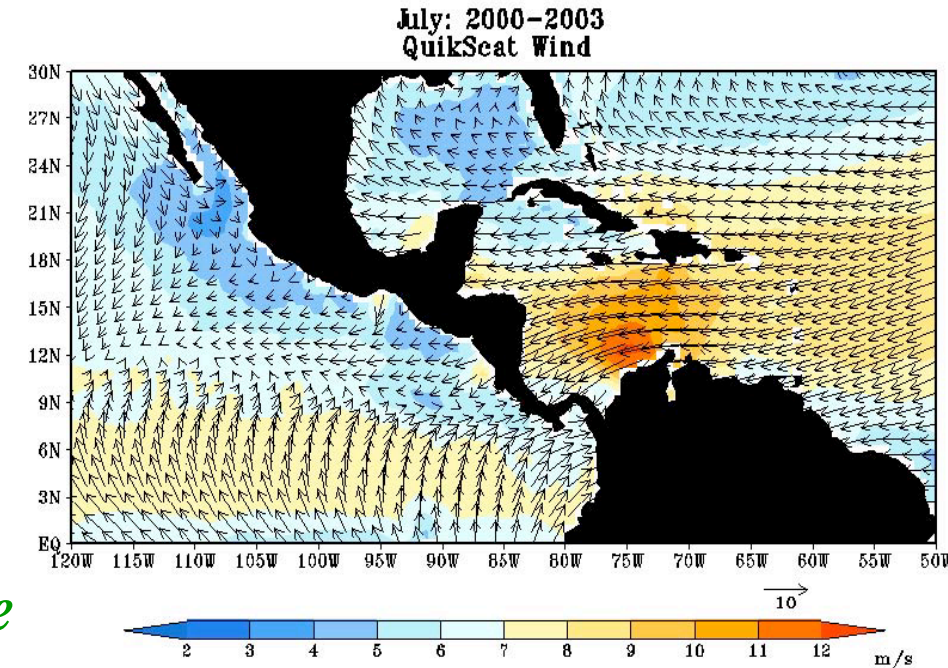 July: 2000-2003
QuikScat Wind
30N
27N
24N
21N
18N
15N
12N
9N
6N
3N
EQ
120W 115W 110W 105W 100W 95W 90W 85W 80W 75W 70W 65W 60W 55W 50W
10
e
2 3 4 5 6 7 8 9 10 11 12
m/s